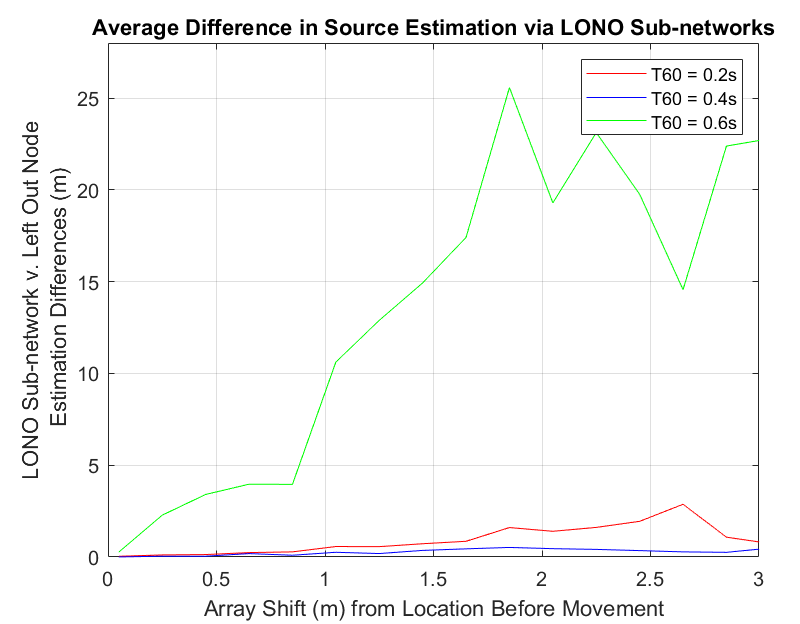 Average Difference in Source Estimation via LONO Sub-networks
LONO Sub-network v. Left Out Node
Estimation Differences (m)
25
20
15
10
5
0
T60 = 0.2s
T60 = 0.4s
T60 = 0.6s
0 0.5 1 1.5 2 2.5 3
Array Shift (m) from Location Before Movement